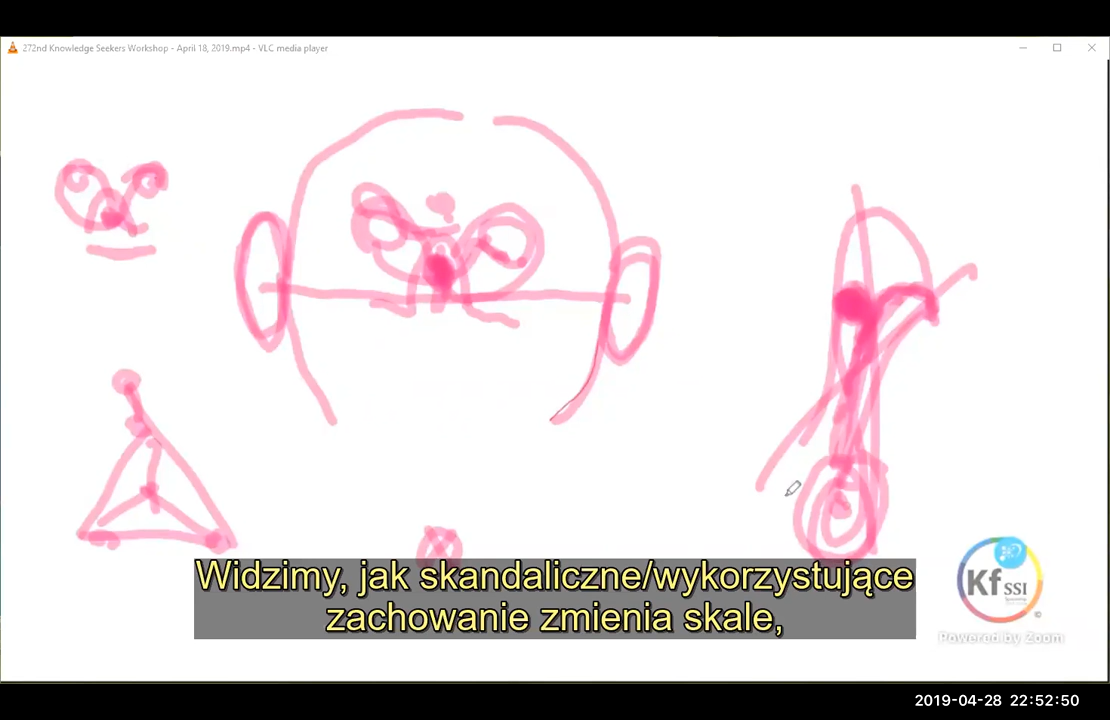 272nd Knowledge Seekers Workshop - April 18, 2019.mp4 - VLC media player
Widzimy, jak skandaliczne/wykorzystujące
zachowanie zmienia skale,
Kf SSI
Powered by Zoom
2019-04-28 22:52:50